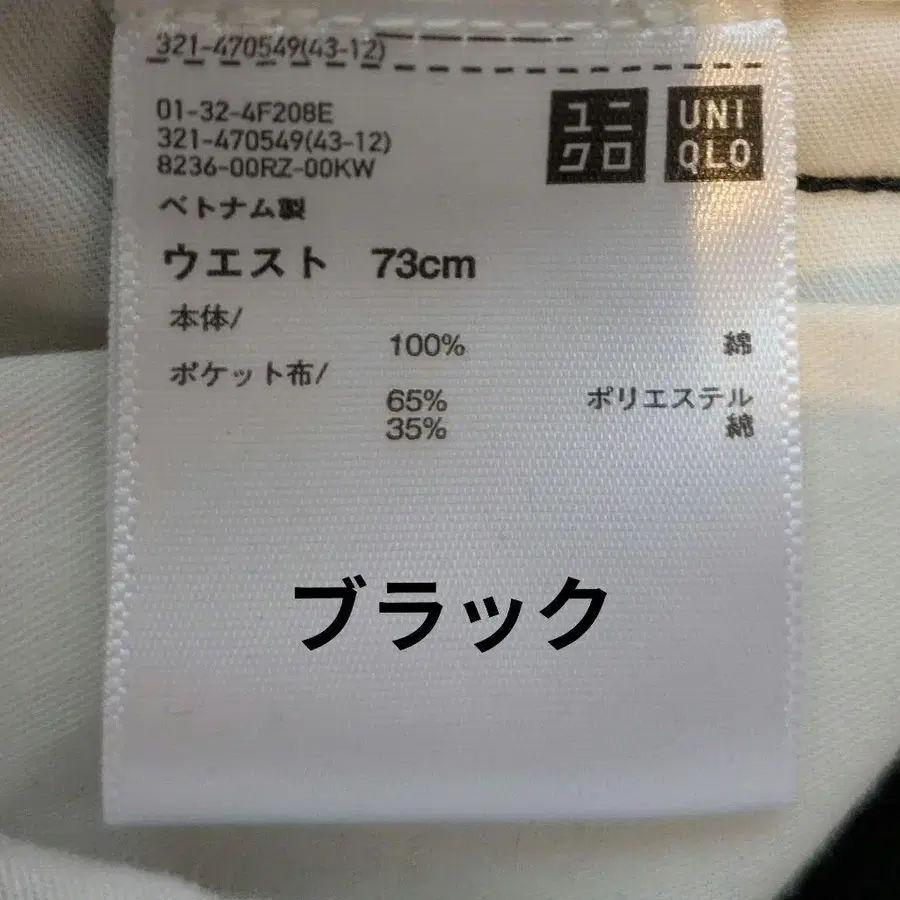 321-470549(43-12)
01-32-4F208E
321-470549(43-12)
8236-00RZ-00KW
ユニクロ
UNIQLO
ベトナム製
ウエスト 73cm
本体/
100% 綿
ポケット布/
65% ポリエステル
35% 綿
ブラック